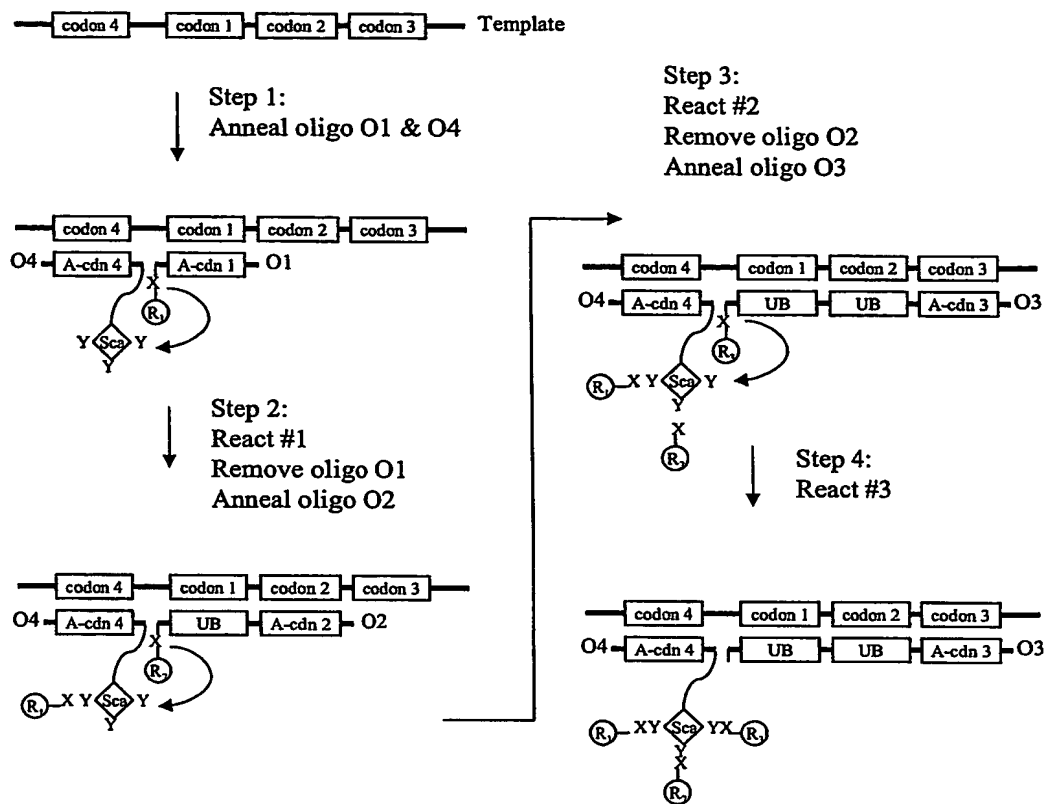 codon 4 codon 1 codon 2 codon 3 Template
Step 1:
Anneal oligo O1 & O4
codon 4 codon 1 codon 2 codon 3
O4 A-cdn 4 A-cdn 1 O1
X
R₁
Y Sca Y
Y
Step 2:
React #1
Remove oligo O1
Anneal oligo O2
codon 4 codon 1 codon 2 codon 3
O4 A-cdn 4 UB A-cdn 2 O2
X
R₂
R₁ X Y Sca Y
Y
Step 3:
React #2
Remove oligo O2
Anneal oligo O3
codon 4 codon 1 codon 2 codon 3
O4 A-cdn 4 UB UB A-cdn 3 O3
X
R₃
R₁ X Y Sca Y
Y
X
R₂
Step 4:
React #3
codon 4 codon 1 codon 2 codon 3
O4 A-cdn 4 UB UB A-cdn 3 O3
R₁ XY Sca YX R₃
Y
X
R₂